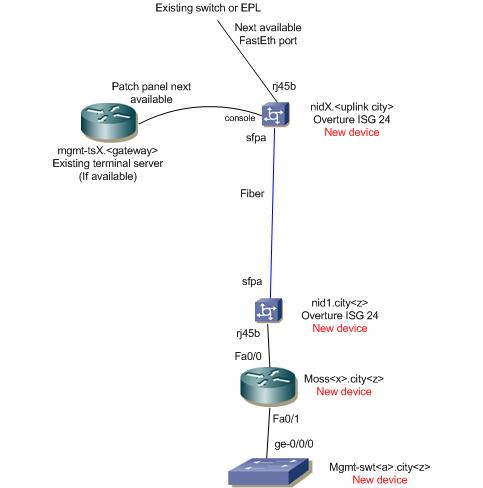 Existing switch or EPL
Next available
FastEth port
rj45b
Patch panel next
available
console
nidX.<uplink city>
Overture ISG 24
New device
sfpa
mgmt-tsX.<gateway>
Existing terminal server
(If available)
Fiber
sfpa
nid1.city<z>
Overture ISG 24
New device
rj45b
Fa0/0
Moss<x>.city<z>
New device
Fa0/1
ge-0/0/0
Mgmt-swt<a>.city<z>
New device